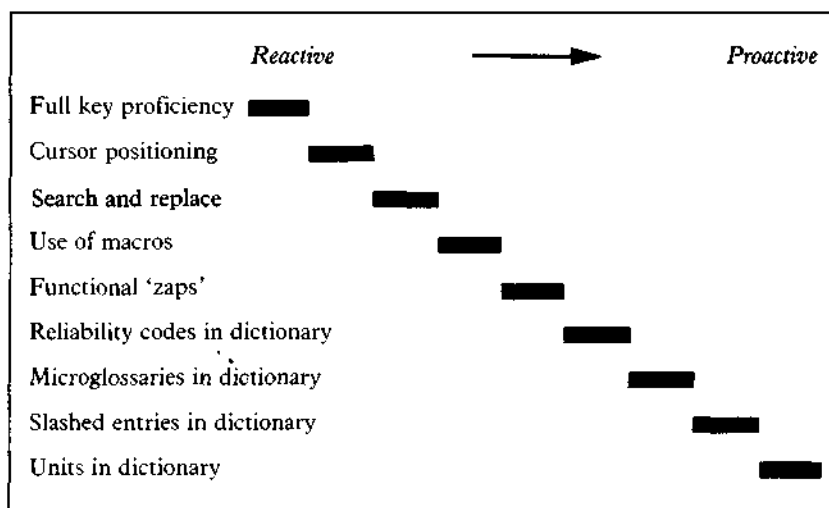 Reactive Proactive
Full key proficiency
Cursor positioning
Search and replace
Use of macros
Functional ‘zaps’
Reliability codes in dictionary
Microglossaries in dictionary
Slashed entries in dictionary
Units in dictionary